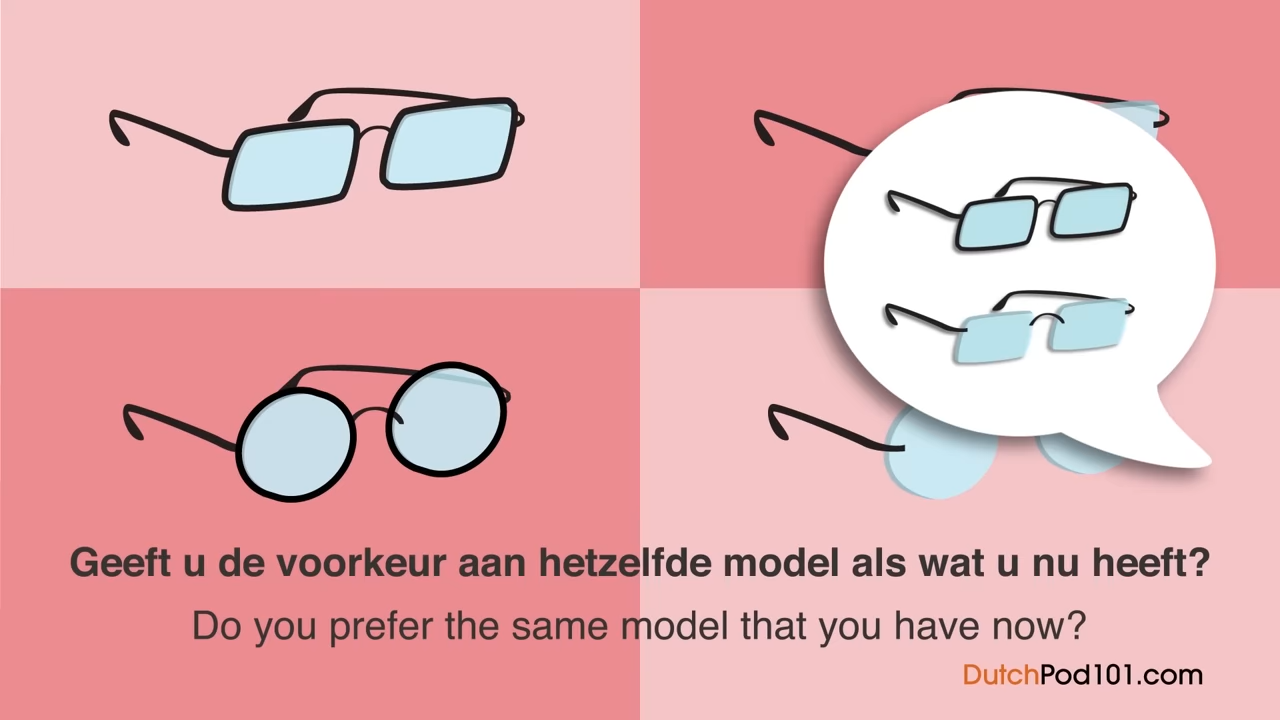 Geeft u de voorkeur aan hetzelfde model als wat u nu heeft?
Do you prefer the same model that you have now?
DutchPod101.com